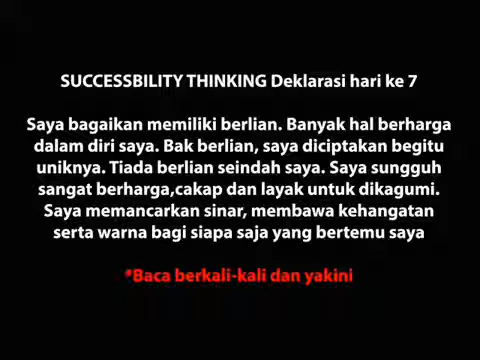 SUCCESSBILITY THINKING Deklarasi hari ke 7
Saya bagaikan memiliki berlian. Banyak hal berharga
dalam diri saya. Bak berlian, saya diciptakan begitu
uniknya. Tiada berlian seindah saya. Saya sungguh
sangat berharga,cakap dan layak untuk dikagumi.
Saya memancarkan sinar, membawa kehangatan
serta warna bagi siapa saja yang bertemu saya
*Baca berkali-kali dan yakini